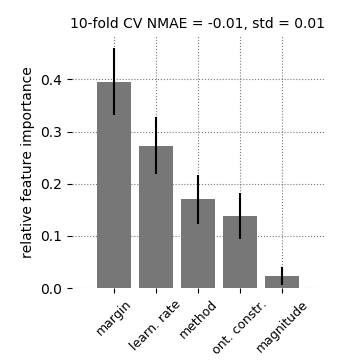 10-fold CV NMAE = -0.01, std = 0.01
relative feature importance
0.4
0.3
0.2
0.1
0.0
margin
learn. rate
method
ont. constr.
magnitude